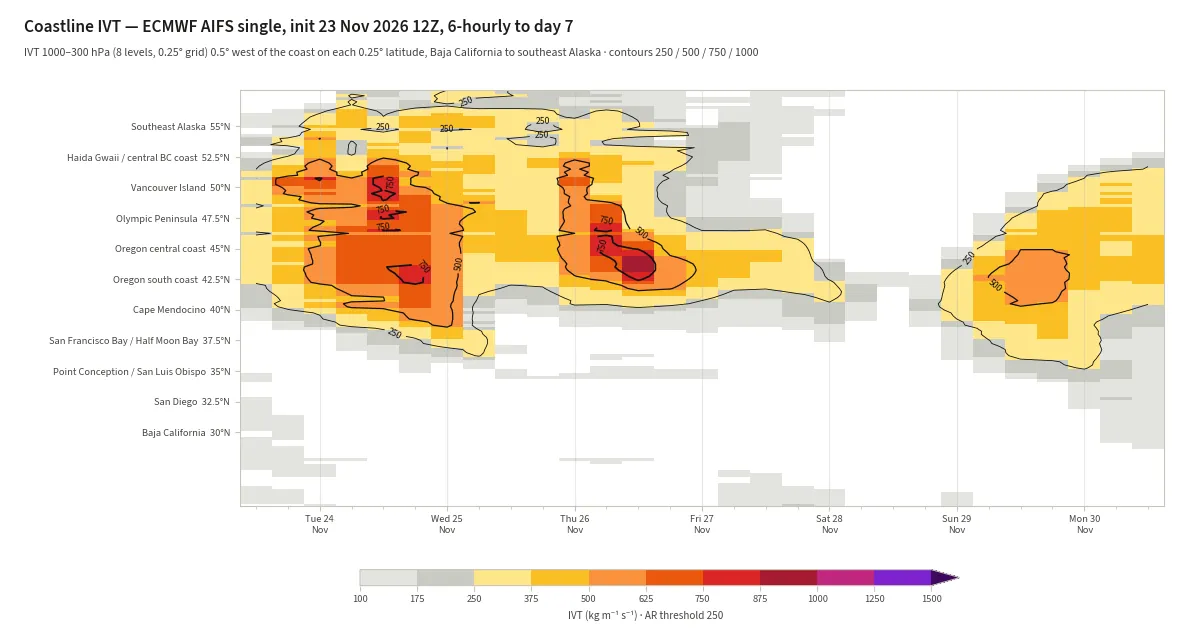 Coastline IVT — ECMWF AIFS single, init 23 Nov 2026 12Z, 6-hourly to day 7
IVT 1000–300 hPa (8 levels, 0.25° grid) 0.5° west of the coast on each 0.25° latitude, Baja California to southeast Alaska · contours 250 / 500 / 750 / 1000
Southeast Alaska 55°N
Haida Gwaii / central BC coast 52.5°N
Vancouver Island 50°N
Olympic Peninsula 47.5°N
Oregon central coast 45°N
Oregon south coast 42.5°N
Cape Mendocino 40°N
San Francisco Bay / Half Moon Bay 37.5°N
Point Conception / San Luis Obispo 35°N
San Diego 32.5°N
Baja California 30°N
250
250
250
250
250
750
750
750
750
500
250
750
750
500
250
500
Tue 24 Wed 25 Thu 26 Fri 27 Sat 28 Sun 29 Mon 30
Nov Nov Nov Nov Nov Nov Nov
100 175 250 375 500 625 750 875 1000 1250 1500
IVT (kg m⁻¹ s⁻¹) · AR threshold 250